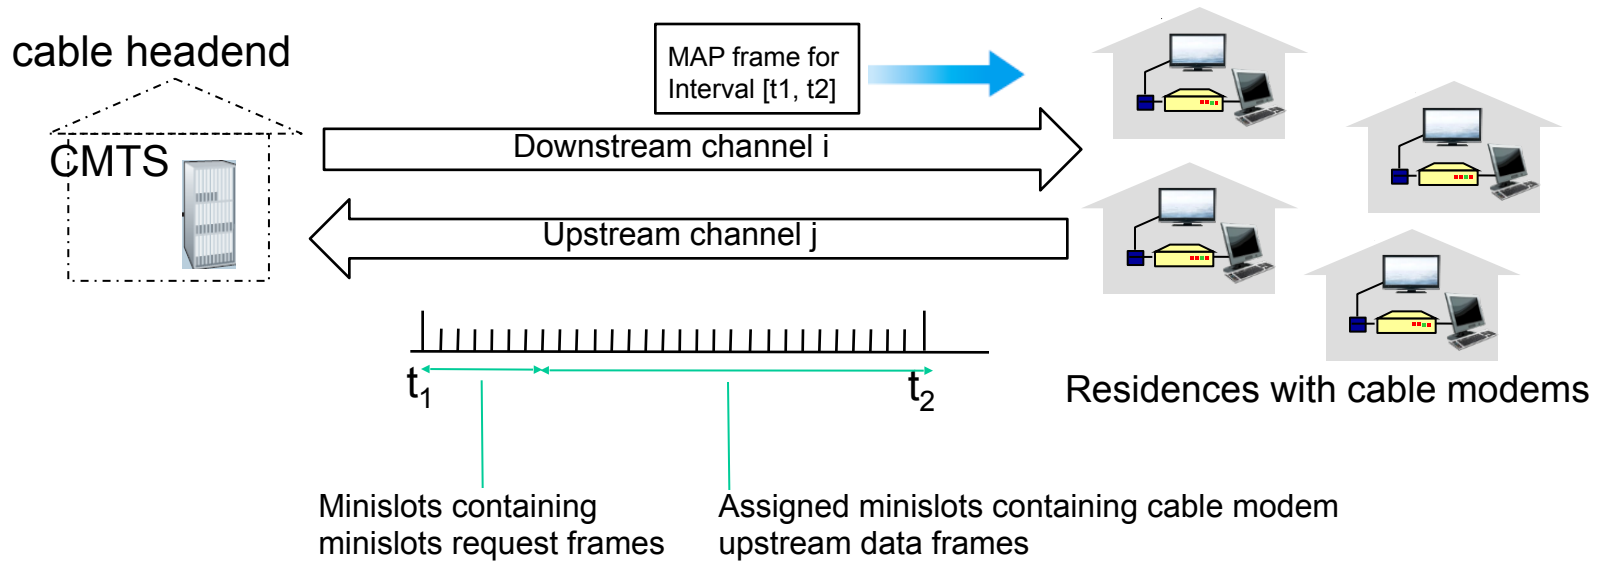 cable headend
MAP frame for
Interval [t1, t2]
CMTS
Downstream channel i
Upstream channel j
t1
t2
Residences with cable modems
Minislots containing
minislots request frames
Assigned minislots containing cable modem
upstream data frames